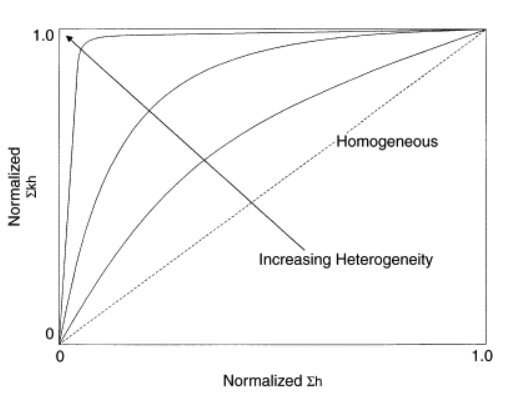 1.0
Normalized
Σkh
Homogeneous
Increasing Heterogeneity
0
0
1.0
Normalized Σh